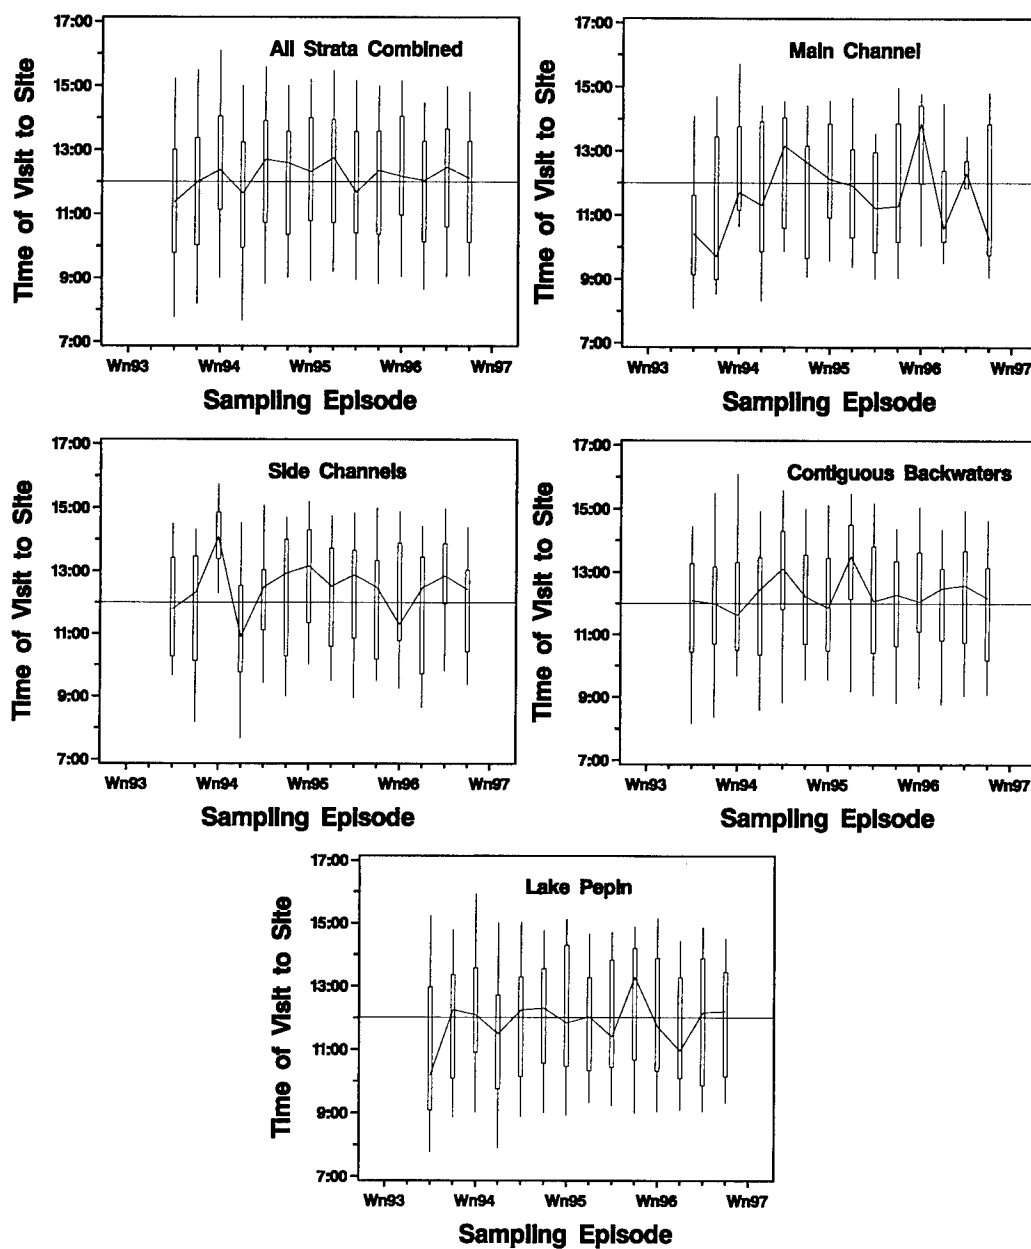 All Strata Combined
Time of Visit to Site
17:00
15:00
13:00
11:00
9:00
7:00
Wn93 Wn94 Wn95 Wn96 Wn97
Sampling Episode
Main Channel
Time of Visit to Site
17:00
15:00
13:00
11:00
9:00
7:00
Wn93 Wn94 Wn95 Wn96 Wn97
Sampling Episode
Side Channels
Time of Visit to Site
17:00
15:00
13:00
11:00
9:00
7:00
Wn93 Wn94 Wn95 Wn96 Wn97
Sampling Episode
Contiguous Backwaters
Time of Visit to Site
17:00
15:00
13:00
11:00
9:00
7:00
Wn93 Wn94 Wn95 Wn96 Wn97
Sampling Episode
Lake Pepin
Time of Visit to Site
17:00
15:00
13:00
11:00
9:00
7:00
Wn93 Wn94 Wn95 Wn96 Wn97
Sampling Episode